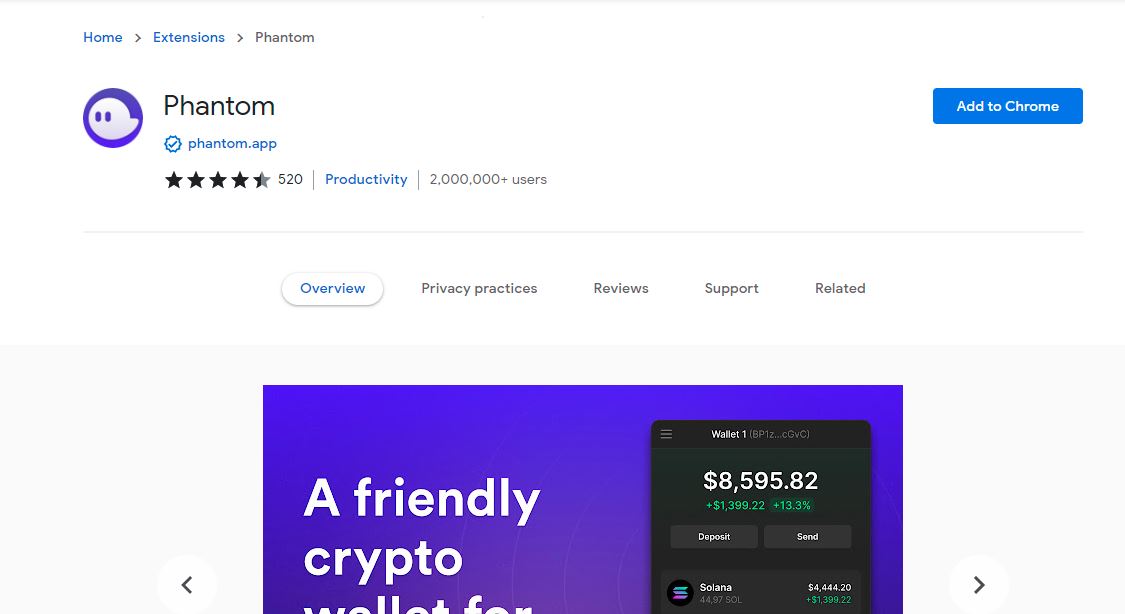 Home > Extensions > Phantom
Phantom
Add to Chrome
phantom.app
520 Productivity 2,000,000+ users
Overview Privacy practices Reviews Support Related
A friendly
crypto
wallet for
Wallet 1 (BP1z...cGvC)
$8,595.82
+$1,399.22 +13.3%
Deposit Send
Solana $4,444.20
44,97 SOL +$1,399.22